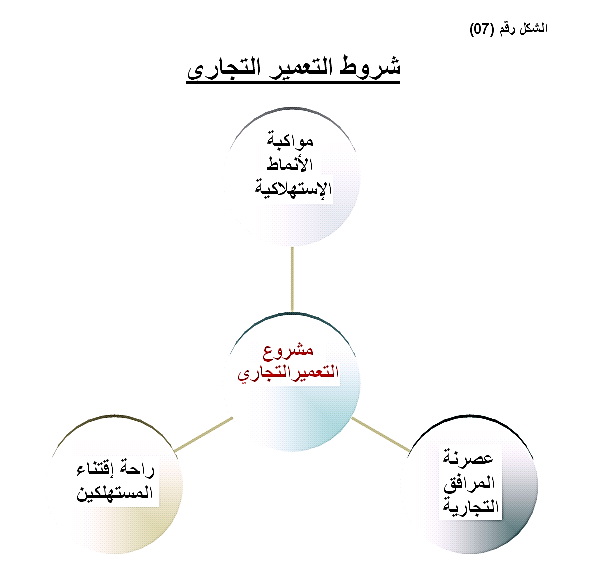 الشكل رقم (07)
شروط التعمير التجاري
مواكبة
الأنماط
الإستهلاكية
مشروع
التعميرالتجاري
عصرنة
المرافق
التجارية
راحة إقتناء
المستهلكين